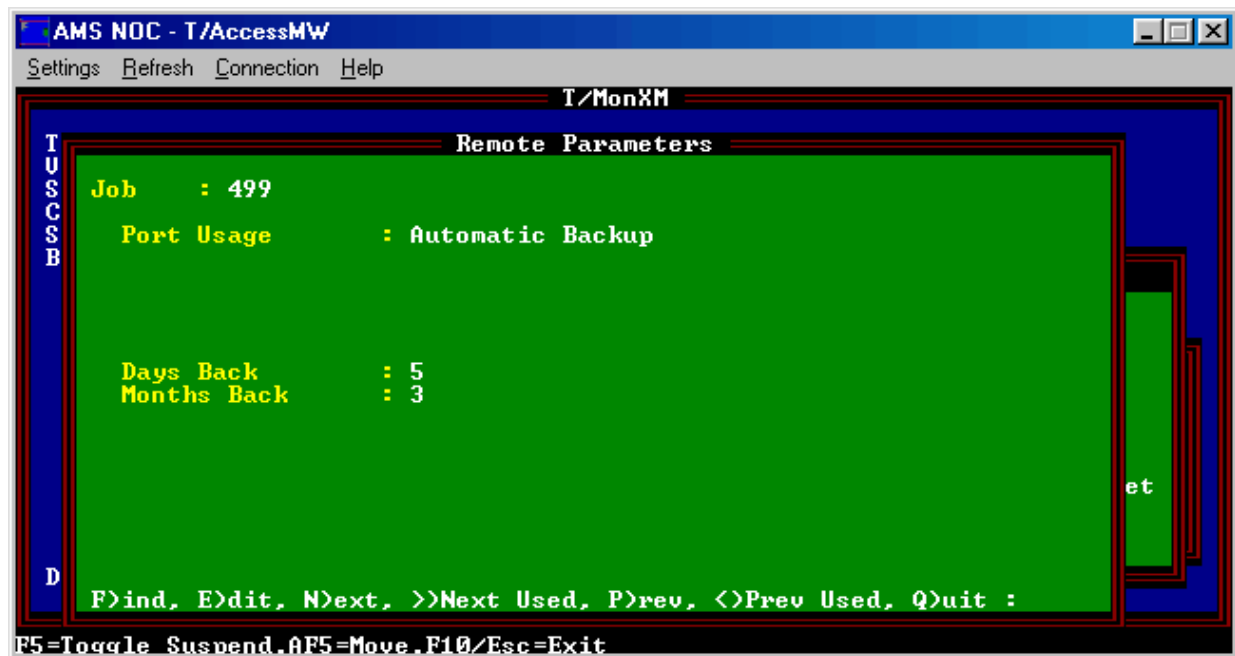 AMS NOC - T/AccessMW
Settings Refresh Connection Help
T/MonXM
Remote Parameters
T
V
S
C
S
B
Job : 499
Port Usage : Automatic Backup
Days Back : 5
Months Back : 3
et
D
F)ind, E)dit, N)ext, >)Next Used, P)rev, <)Prev Used, Q)uit :
F5=Toggle Suspend,AF5=Move,F10/Esc=Exit